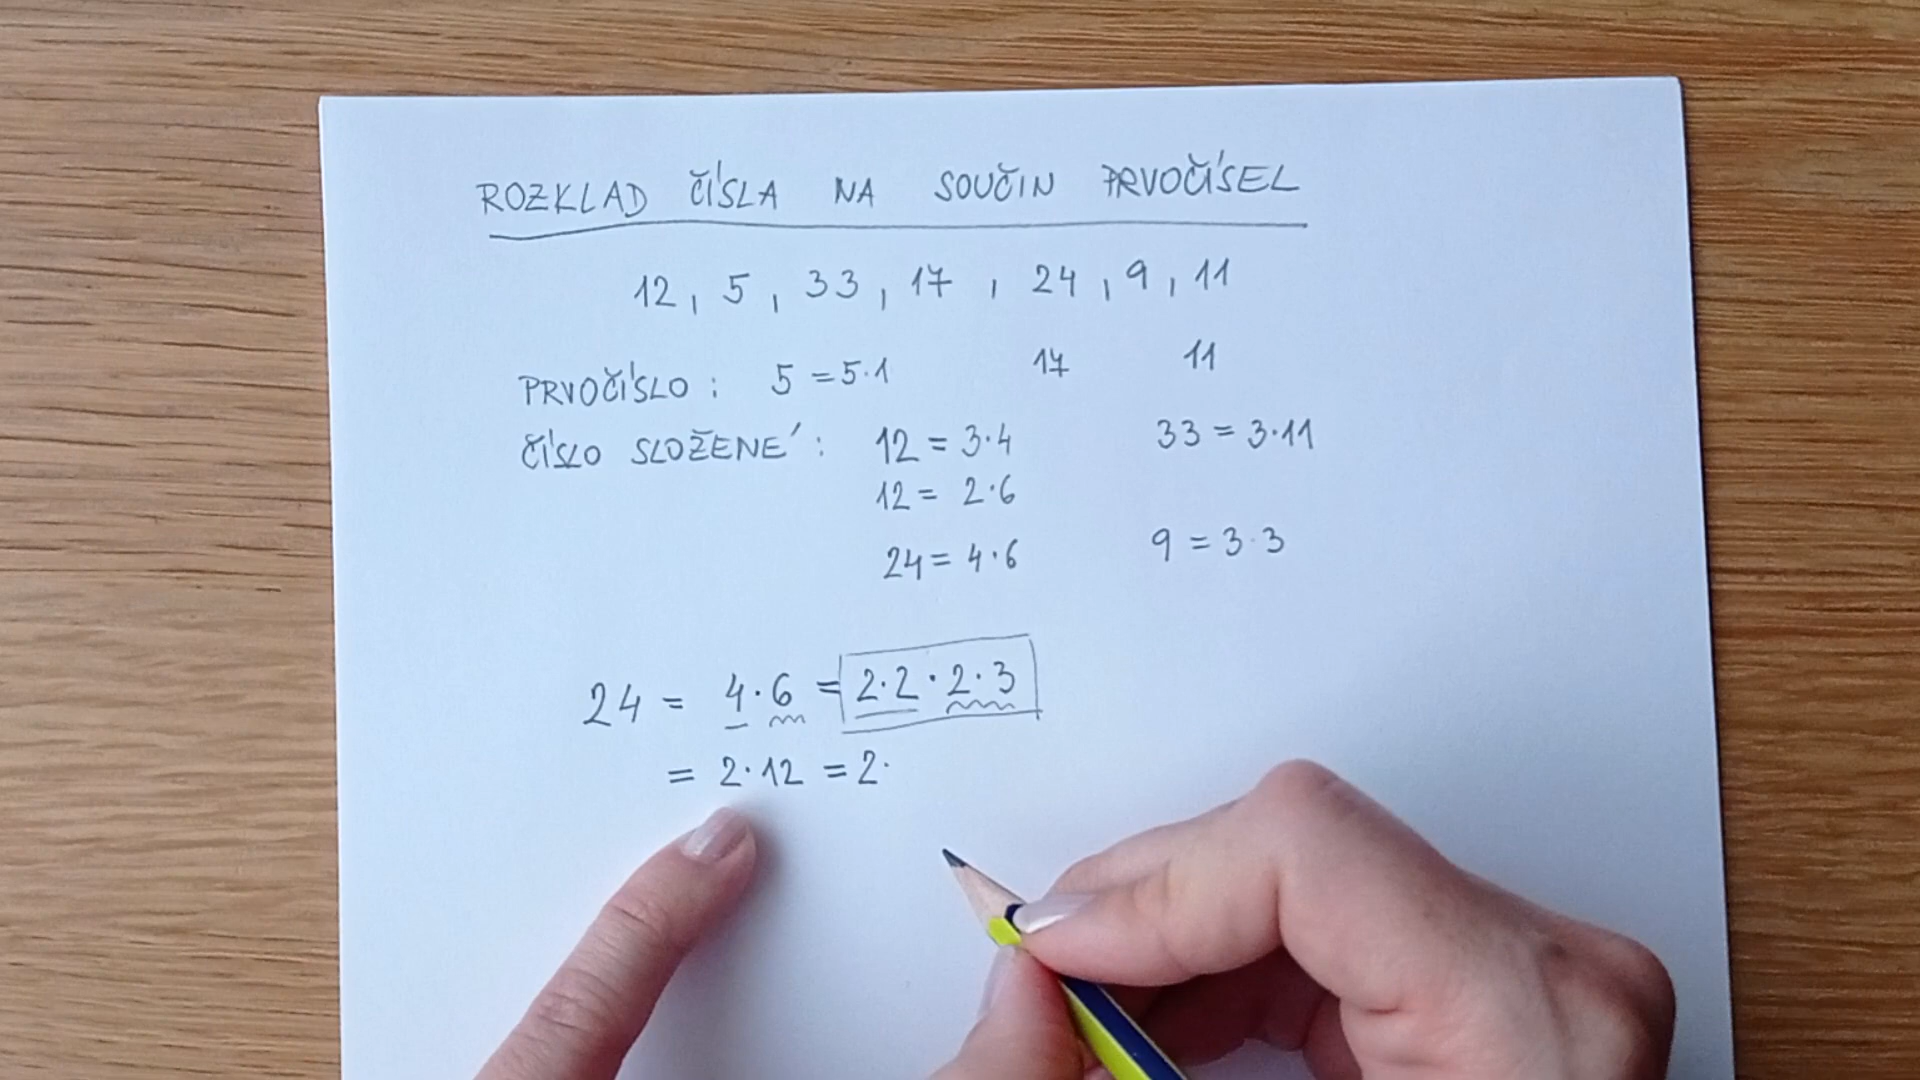 ROZKLAD ČÍSLA NA SOUČIN PRVOČÍSEL
12, 5, 33, 17, 24, 9, 11
PRVOČÍSLO: 5 = 5·1 17 11
ČÍSLO SLOŽENÉ: 12 = 3·4 33 = 3·11
12 = 2·6
24 = 4·6 9 = 3·3
24 = 4·6 = 2·2·2·3
= 2·12 = 2·